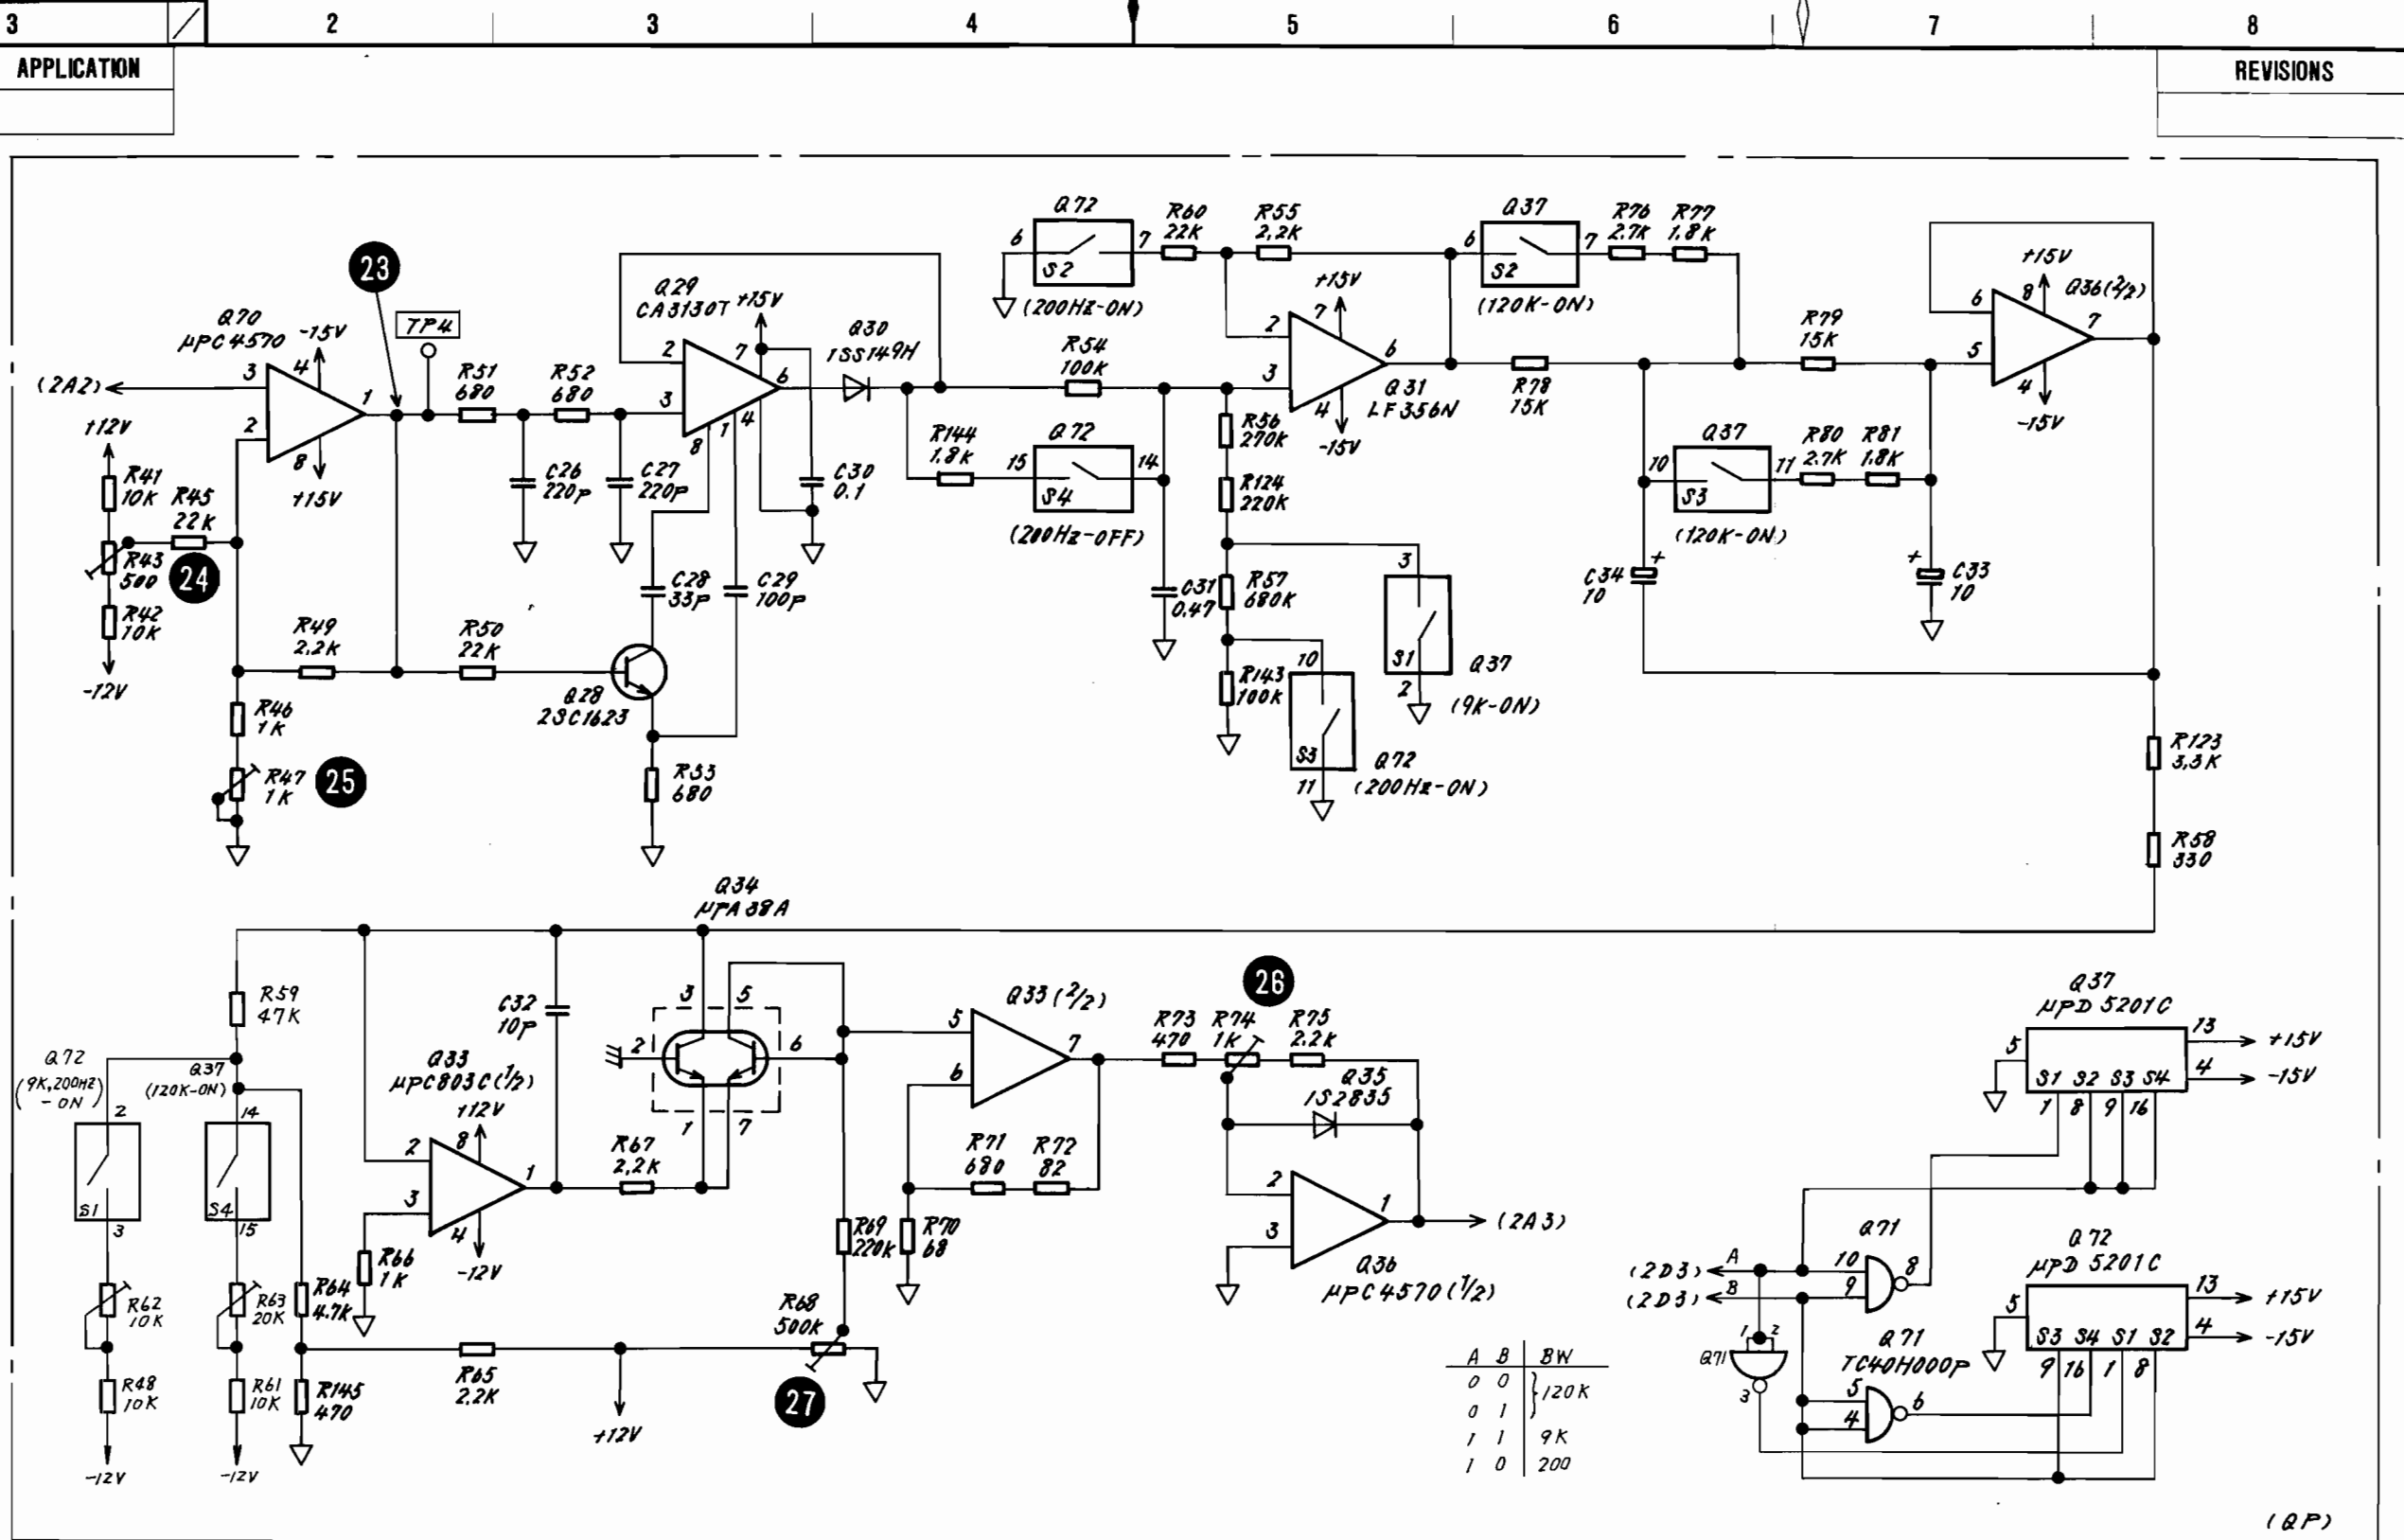 3 2 3 4 5 6 7 8
APPLICATION
REVISIONS
23
TP4
Q70
μPC4570
-15V
4
3
2
1
8
+15V
(2A2)
+12V
R41
10K
R45
22K
R43
500
24
R42
10K
-12V
R49
2.2K
R46
1K
R47
1K
25
R51
680
R52
680
C26
220P
C27
220P
R50
22K
Q28
2SC1623
R53
680
C28
33P
C29
100P
Q29
CA3130T
+15V
2
3
7
6
4
1
8
C30
0.1
Q30
1SS149H
R144
1.8K
R54
100K
Q72
15
14
S4
(200Hz-OFF)
C31
0.47
Q72
6
7
S2
(200Hz-ON)
R60
22K
R55
2.2K
+15V
7
2
3
6
4
-15V
Q31
LF356N
R56
270K
R124
220K
R57
680K
R143
100K
3
S1
2
Q37
(9K-ON)
10
S3
11
Q72
(200Hz-ON)
Q37
6
7
S2
(120K-ON)
R76
2.7K
R77
1.8K
R78
15K
R79
15K
Q37
10
11
S3
(120K-ON)
R80
2.7K
R81
1.8K
C34
10
+
C33
10
+
+15V
8
Q36(2/2)
6
5
7
4
-15V
R123
3.3K
R58
330
Q34
μPA38A
3
5
2
6
1
7
R59
47K
Q72
(9K,200HZ)
-ON
Q37
(120K-ON)
2
S1
3
14
S4
15
R62
10K
R48
10K
-12V
R63
20K
R61
10K
-12V
R64
4.7K
R145
470
R65
2.2K
+12V
Q33
μPC803C(1/2)
+12V
8
2
3
1
4
-12V
R66
1K
C32
10P
R67
2.2K
R69
220K
R68
500K
27
Q33(2/2)
5
6
7
R71
680
R72
82
R70
68
26
R73
470
R74
1K
R75
2.2K
Q35
1S2835
2
3
1
(2A3)
Q36
μPC4570(1/2)
A B BW
0 0 }120K
0 1
1 1 9K
1 0 200
Q37
μPD 5201C
5
13
+15V
4
-15V
S1 S2 S3 S4
1 8 9 16
Q71
10
9
8
(2D3) A
(2D3) B
1 2
Q71
3
Q71
TC40H000P
5
4
6
Q72
μPD 5201C
5
13
+15V
4
-15V
S3 S4 S1 S2
9 16 1 8
(QP)